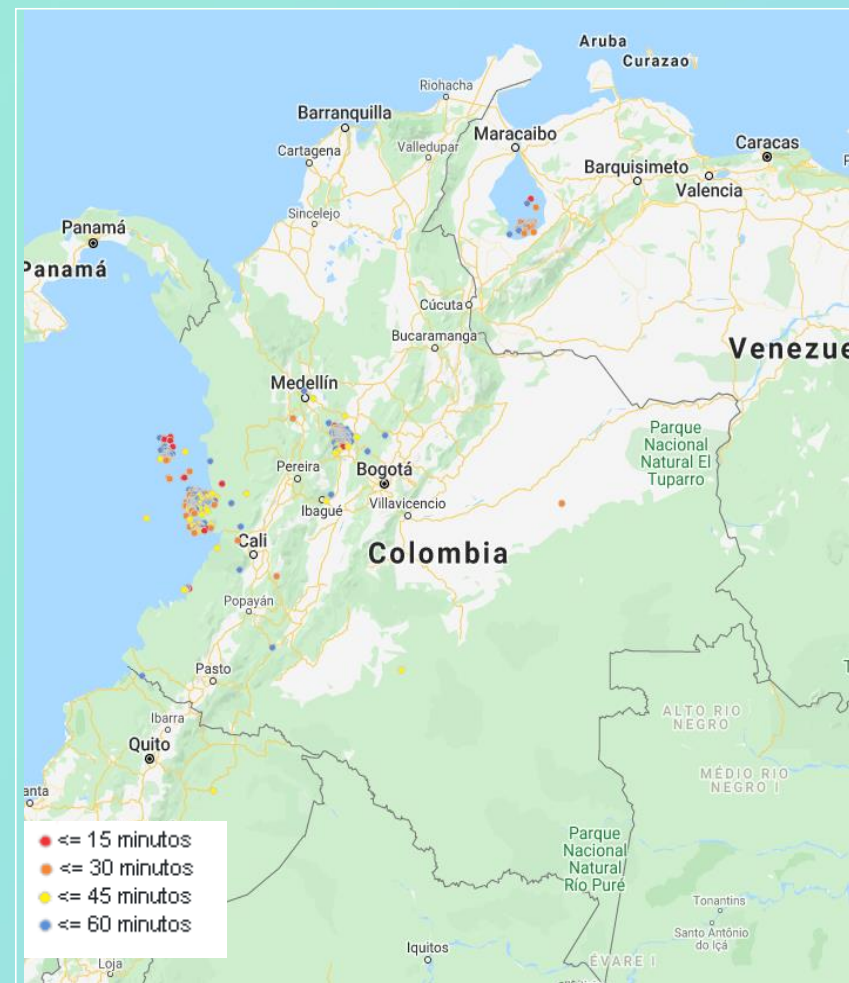 Aruba
Curazao
Riohacha
Barranquilla
Maracaibo
Caracas
Cartagena
Valledupar
Barquisimeto
Valencia
Sincelejo
Panamá
Panamá
Cúcuta
Bucaramanga
Venezue
Medellín
Parque
Nacional
Natural El
Tuparro
Pereira
Bogotá
Ibagué
Villavicencio
Cali
Colombia
Popayán
Pasto
ALTO RIO
NEGRO
Ibarra
Quito
MÉDIO RIO
NEGRO I
anta
<= 15 minutos
<= 30 minutos
<= 45 minutos
<= 60 minutos
Parque
Nacional
Natural
Río Puré
Tonantins
Santo Antônio
do Içá
Iquitos
ÉVARE I
Loja